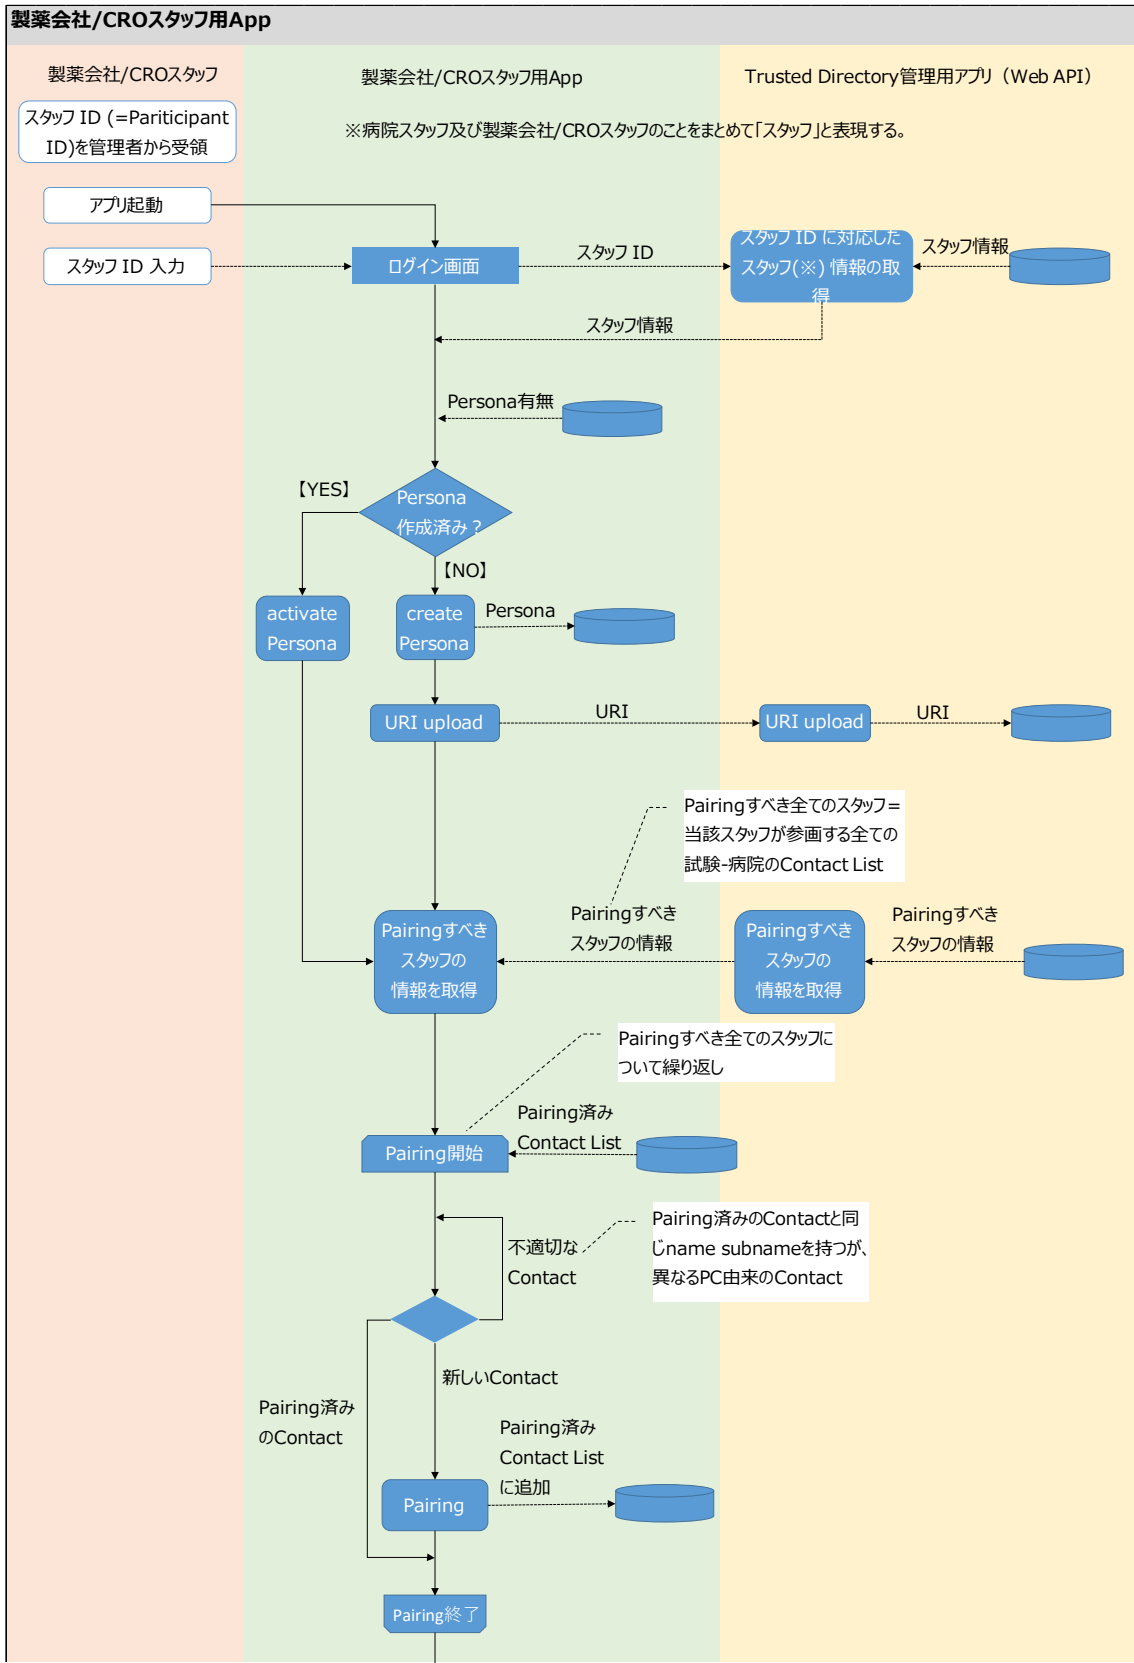 製薬会社/CROスタッフ用App
製薬会社/CROスタッフ
製薬会社/CROスタッフ用App
Trusted Directory管理用アプリ（Web API）
スタッフ ID (=Pariticipant
ID)を管理者から受領
※病院スタッフ及び製薬会社/CROスタッフのことをまとめて「スタッフ」と表現する。
アプリ起動
スタッフ ID 入力
ログイン画面
スタッフ ID
スタッフ ID に対応した
スタッフ(※) 情報の取
得
スタッフ情報
スタッフ情報
Persona有無
【YES】
Persona
作成済み？
【NO】
activate
Persona
create
Persona
Persona
URI upload
URI
URI upload
URI
Pairingすべき全てのスタッフ=
当該スタッフが参画する全ての
試験-病院のContact List
Pairingすべき
スタッフの
情報を取得
Pairingすべき
スタッフの情報
Pairingすべき
スタッフの
情報を取得
Pairingすべき
スタッフの情報
Pairingすべき全てのスタッフに
ついて繰り返し
Pairing済み
Contact List
Pairing開始
不適切な
Contact
Pairing済みのContactと同
じname subnameを持つが、
異なるPC由来のContact
新しいContact
Pairing済み
のContact
Pairing済み
Contact List
に追加
Pairing
Pairing終了